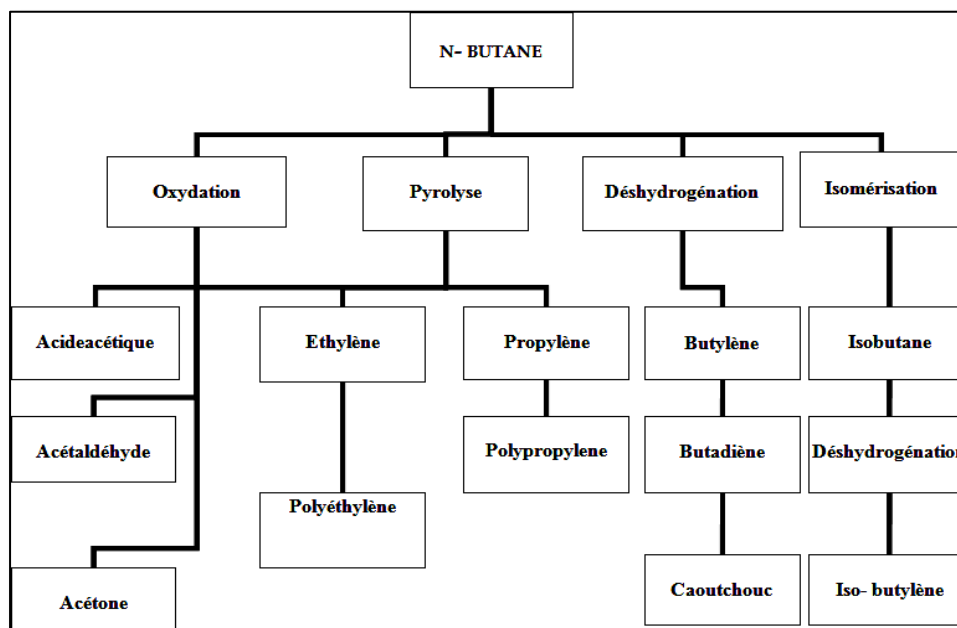 N- BUTANE
Oxydation
Pyrolyse
Déshydrogénation
Isomérisation
Acideacétique
Ethylène
Propylène
Butylène
Isobutane
Acétaldéhyde
Polypropylene
Butadiène
Déshydrogénation
Polyéthylène
Acétone
Caoutchouc
Iso- butylène